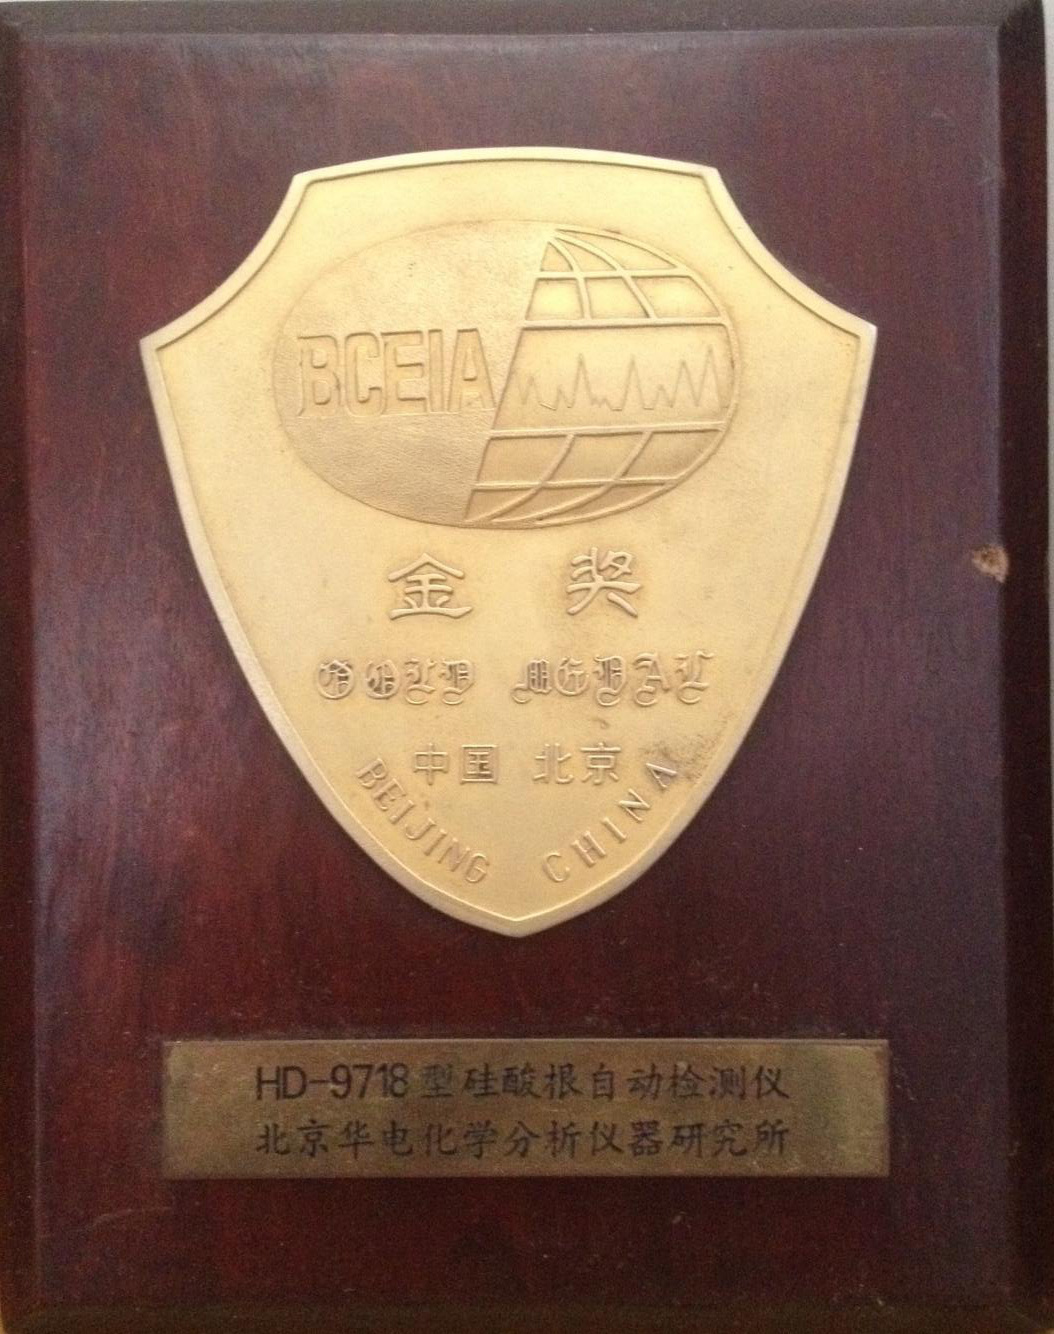 BCEIA
金 奖
GOLD MEDAL
中国 北京
BEIJING CHINA
HD-9718型硅酸根自动检测仪
北京华电化学分析仪器研究所